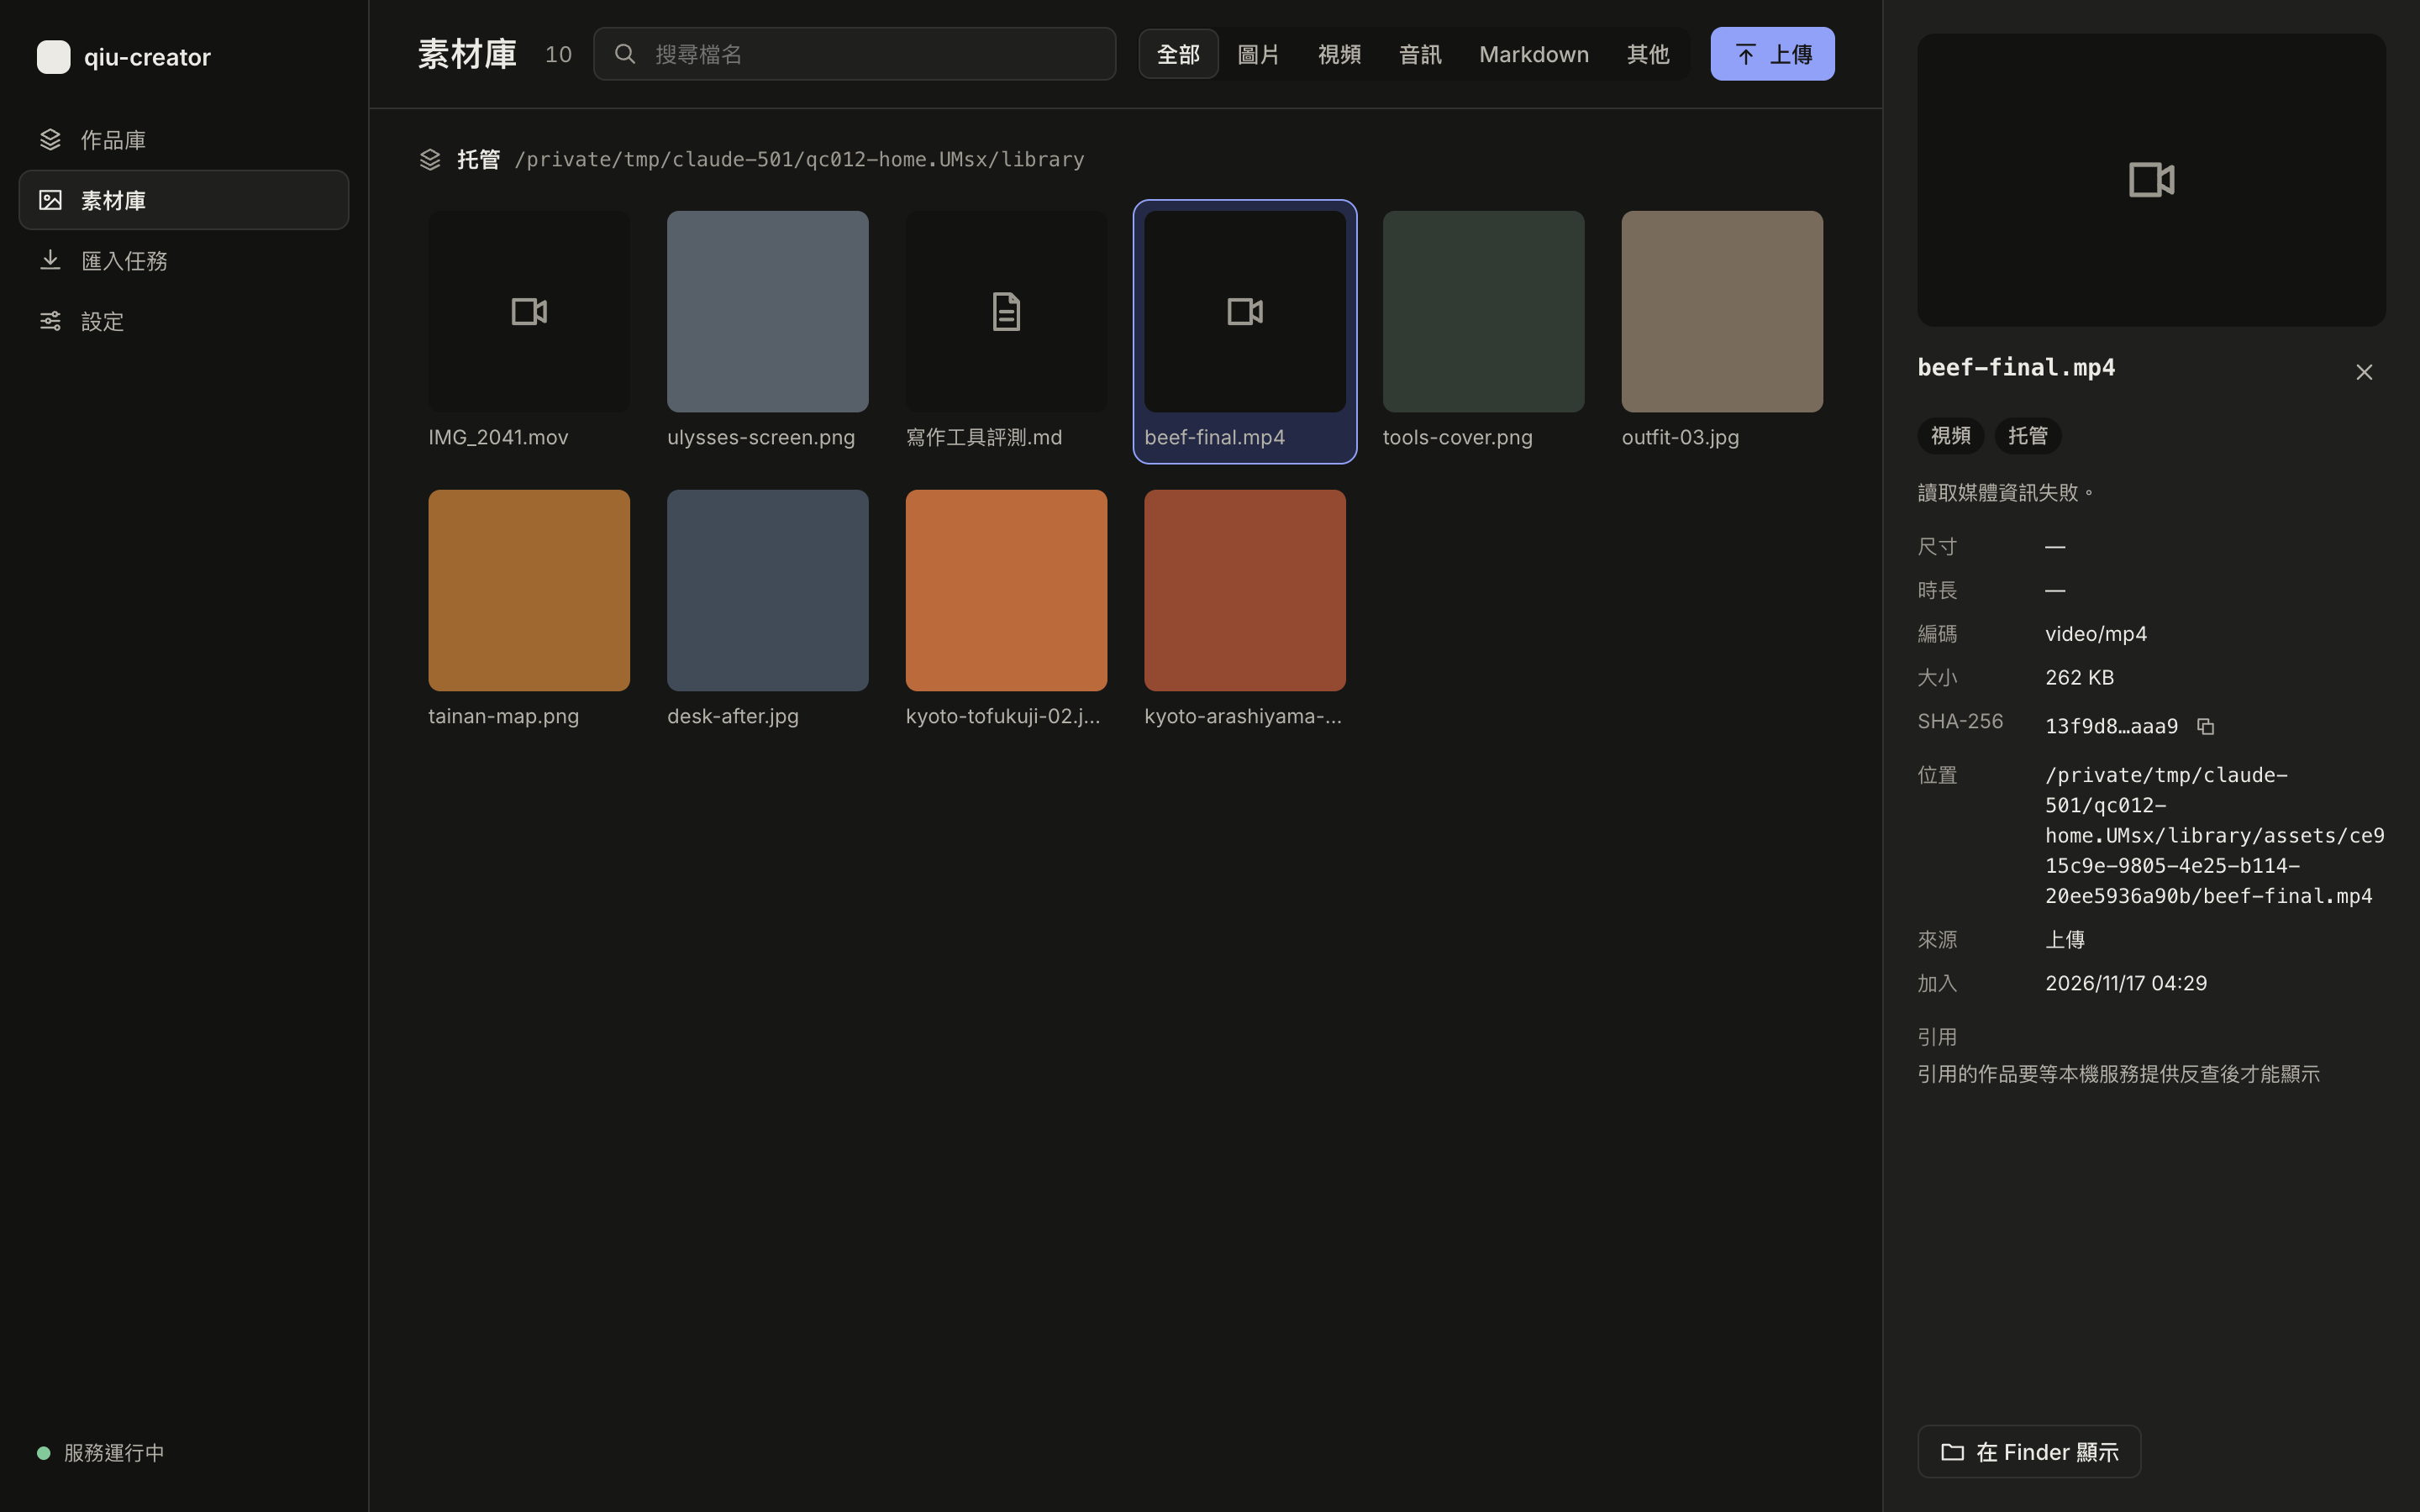 qiu-creator
作品庫
素材庫
匯入任務
設定
服務運行中
素材庫 10
搜尋檔名
全部 圖片 視頻 音訊 Markdown 其他
上傳
托管 /private/tmp/claude-501/qc012-home.UMsx/library
IMG_2041.mov
ulysses-screen.png
寫作工具評測.md
beef-final.mp4
tools-cover.png
outfit-03.jpg
tainan-map.png
desk-after.jpg
kyoto-tofukuji-02.j...
kyoto-arashiyama-...
beef-final.mp4
視頻 托管
讀取媒體資訊失敗。
尺寸 —
時長 —
編碼 video/mp4
大小 262 KB
SHA-256 13f9d8…aaa9
位置 /private/tmp/claude-
501/qc012-
home.UMsx/library/assets/ce9
15c9e-9805-4e25-b114-
20ee5936a90b/beef-final.mp4
來源 上傳
加入 2026/11/17 04:29
引用
引用的作品要等本機服務提供反查後才能顯示
在 Finder 顯示